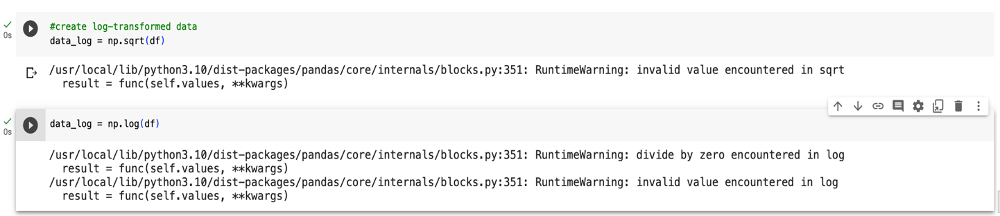 0s
#create log-transformed data
data_log = np.sqrt(df)
/usr/local/lib/python3.10/dist-packages/pandas/core/internals/blocks.py:351: RuntimeWarning: invalid value encountered in sqrt
  result = func(self.values, **kwargs)
0s
data_log = np.log(df)
/usr/local/lib/python3.10/dist-packages/pandas/core/internals/blocks.py:351: RuntimeWarning: divide by zero encountered in log
  result = func(self.values, **kwargs)
/usr/local/lib/python3.10/dist-packages/pandas/core/internals/blocks.py:351: RuntimeWarning: invalid value encountered in log
  result = func(self.values, **kwargs)